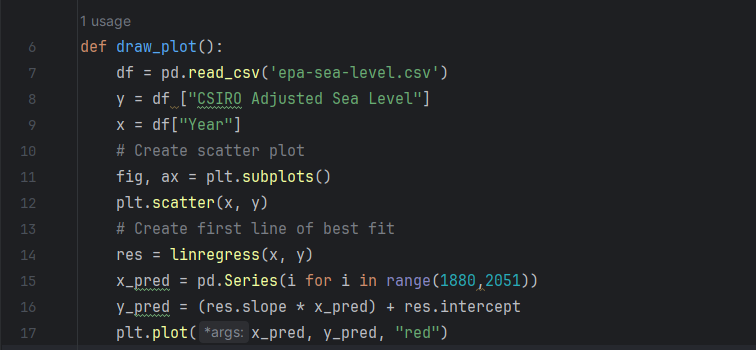 1 usage
6 def draw_plot():
7 df = pd.read_csv('epa-sea-level.csv')
8 y = df ["CSIRO Adjusted Sea Level"]
9 x = df["Year"]
10 # Create scatter plot
11 fig, ax = plt.subplots()
12 plt.scatter(x, y)
13 # Create first line of best fit
14 res = linregress(x, y)
15 x_pred = pd.Series(i for i in range(1880,2051))
16 y_pred = (res.slope * x_pred) + res.intercept
17 plt.plot( *args: x_pred, y_pred, "red")